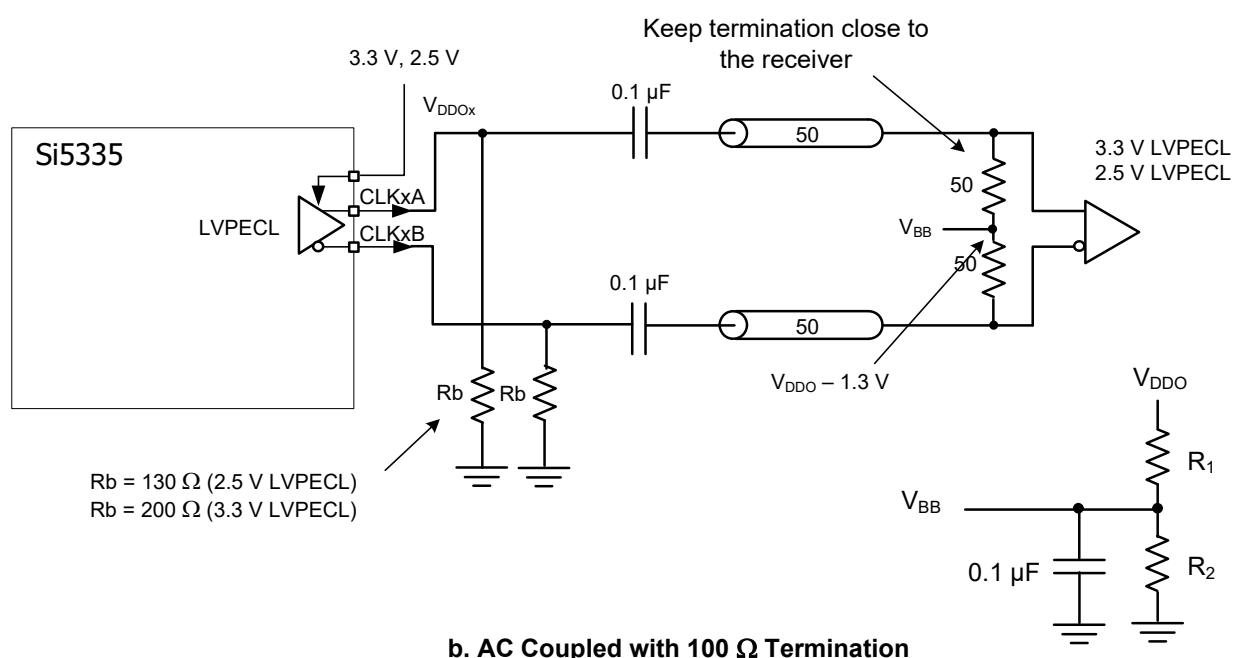 Keep termination close to
the receiver
3.3 V, 2.5 V
VDDOx
0.1 µF
50
Si5335
CLKxA
LVPECL
CLKxB
50
3.3 V LVPECL
2.5 V LVPECL
VBB
50
0.1 µF
50
VDDO – 1.3 V
Rb
Rb
VDDO
R1
Rb = 130 Ω (2.5 V LVPECL)
Rb = 200 Ω (3.3 V LVPECL)
VBB
0.1 µF
R2
b. AC Coupled with 100 Ω Termination